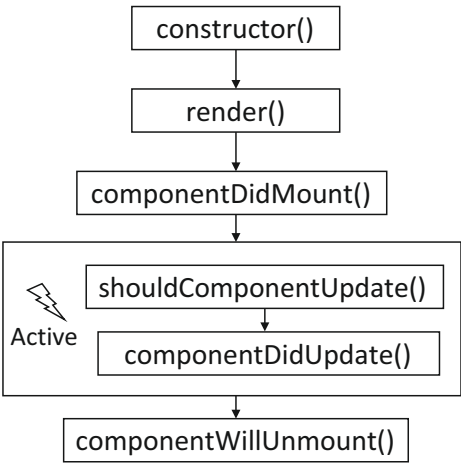 constructor()
render()
componentDidMount()
shouldComponentUpdate()
Active
componentDidUpdate()
componentWillUnmount()